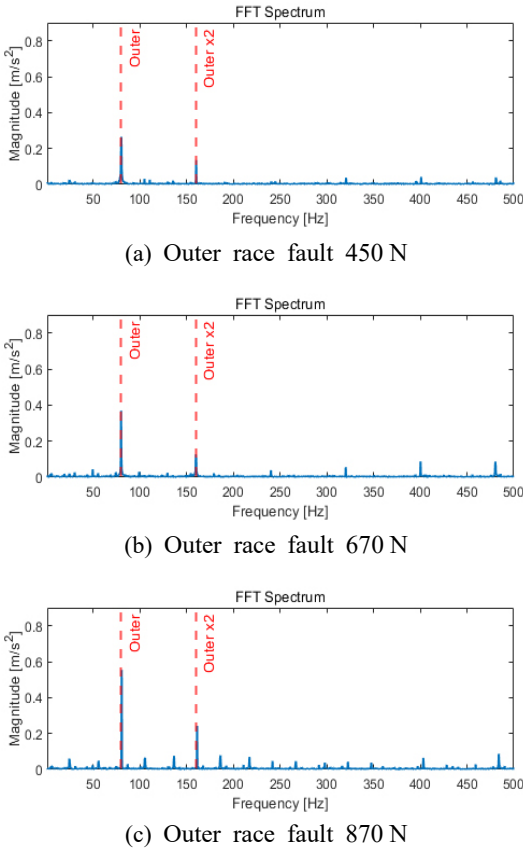 FFT Spectrum
Outer
Outer x2
Magnitude [m/s²]
0.8
0.6
0.4
0.2
0
50 100 150 200 250 300 350 400 450 500
Frequency [Hz]
(a) Outer race fault 450 N
FFT Spectrum
Outer
Outer x2
Magnitude [m/s²]
0.8
0.6
0.4
0.2
0
50 100 150 200 250 300 350 400 450 500
Frequency [Hz]
(b) Outer race fault 670 N
FFT Spectrum
Outer
Outer x2
Magnitude [m/s²]
0.8
0.6
0.4
0.2
0
50 100 150 200 250 300 350 400 450 500
Frequency [Hz]
(c) Outer race fault 870 N